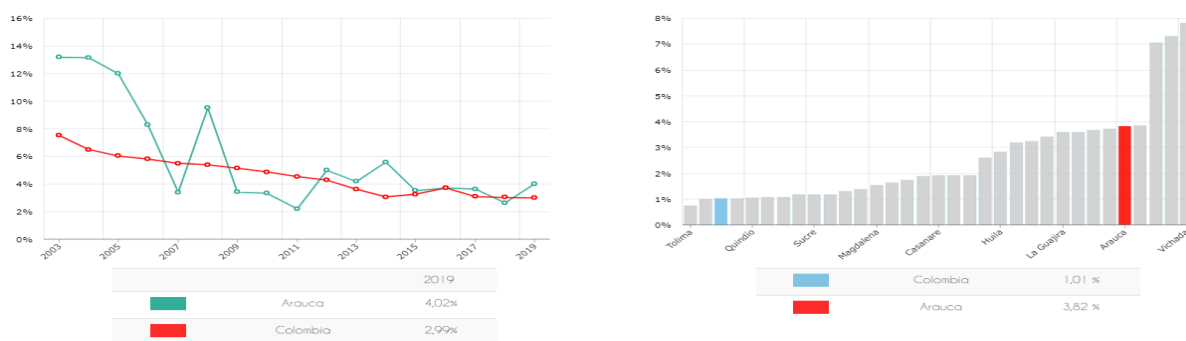 16%
14%
12%
10%
8%
6%
4%
2%
0%
2003
2005
2007
2009
2011
2013
2015
2017
2019
2019
Arauca 4,02%
Colombia 2,99%
8%
7%
6%
5%
4%
3%
2%
1%
0%
Tolima
Quindío
Sucre
Magdalena
Casanare
Huila
La Guajira
Arauca
Vichada
Colombia 1,01 %
Arauca 3,82 %